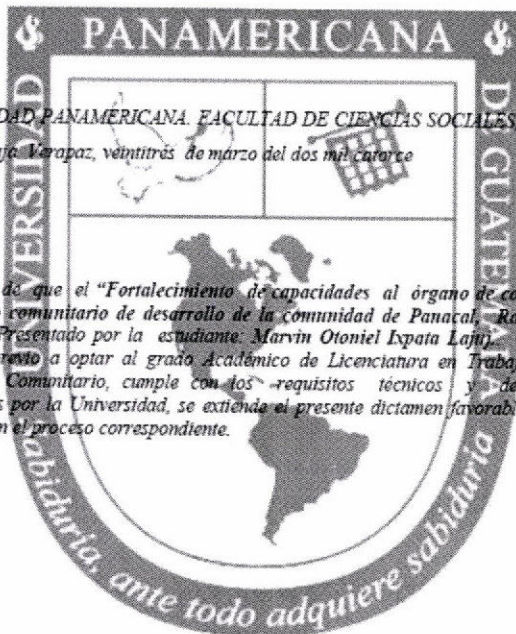 PANAMERICANA
UNIVERSIDAD
DE GUATEMALA
DAD PANAMERICANA. FACULTAD DE CIENCIAS SOCIALES,
Verapaz, veintitrés de marzo del dos mil catorce
de que el “Fortalecimiento de capacidades al órgano de co
comunitario de desarrollo de la comunidad de Panacal, Ra
Presentado por la estudiante: Marvin Otoniel Ixpata Lajuj.
a optar al grado Académico de Licenciatura en Trabaj
Comunitario, cumple con los requisitos técnicos y de
s por la Universidad, se extiende el presente dictamen favorabl
n el proceso correspondiente.
Sabiduría, ante todo adquiere sabiduría